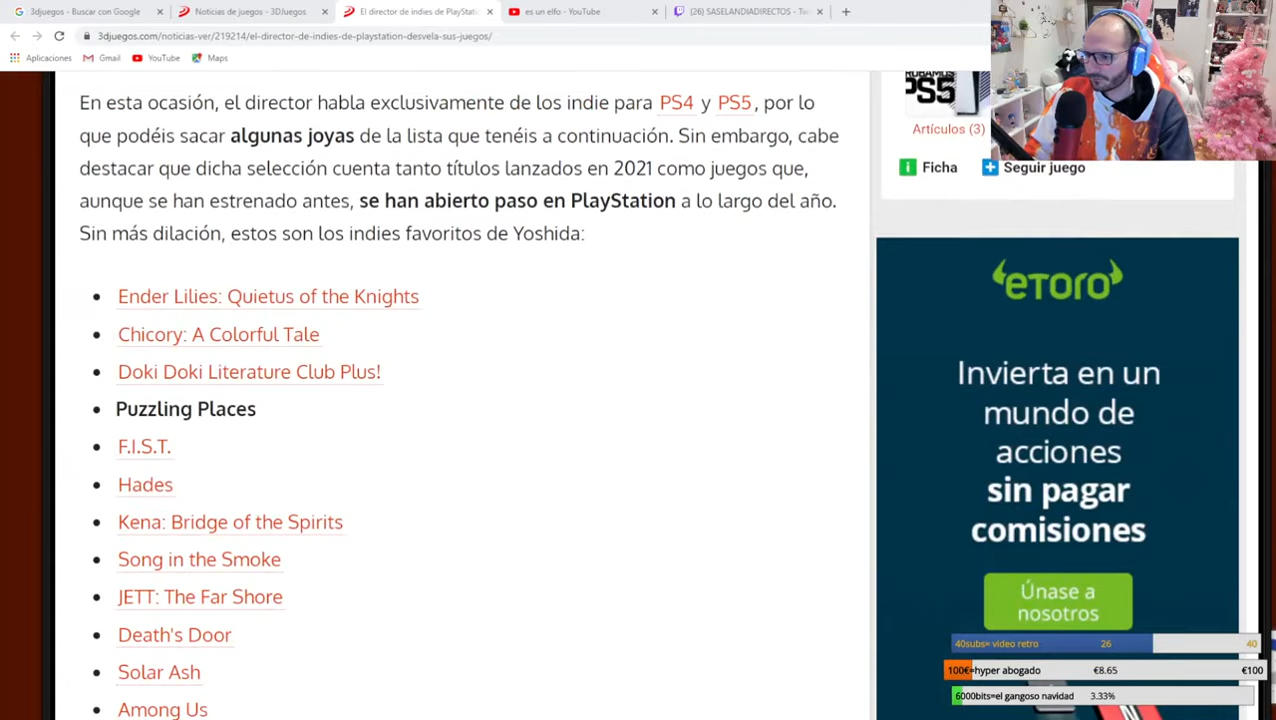 3djuegos - Buscar con Google
Noticias de juegos - 3DJuegos
El director de indies de PlayStatio
es un elfo - YouTube
(26) SASELANDIADIRECTOS - Tw
3djuegos.com/noticias-ver/219214/el-director-de-indies-de-playstation-desvela-sus-juegos/
Aplicaciones
Gmail
YouTube
Maps
En esta ocasión, el director habla exclusivamente de los indie para PS4 y PS5, por lo
que podéis sacar algunas joyas de la lista que tenéis a continuación. Sin embargo, cabe
destacar que dicha selección cuenta tanto títulos lanzados en 2021 como juegos que,
aunque se han estrenado antes, se han abierto paso en PlayStation a lo largo del año.
Sin más dilación, estos son los indies favoritos de Yoshida:
Ender Lilies: Quietus of the Knights
Chicory: A Colorful Tale
Doki Doki Literature Club Plus!
Puzzling Places
F.I.S.T.
Hades
Kena: Bridge of the Spirits
Song in the Smoke
JETT: The Far Shore
Death's Door
Solar Ash
Among Us
PS5
Artículos (3)
Ficha
Seguir juego
eToro
Invierta en un
mundo de
acciones
sin pagar
comisiones
Únase a
nosotros
40subs= video retro 26 40
100€=hyper abogado €8.65 €100
6000bits=el gangoso navidad 3.33%